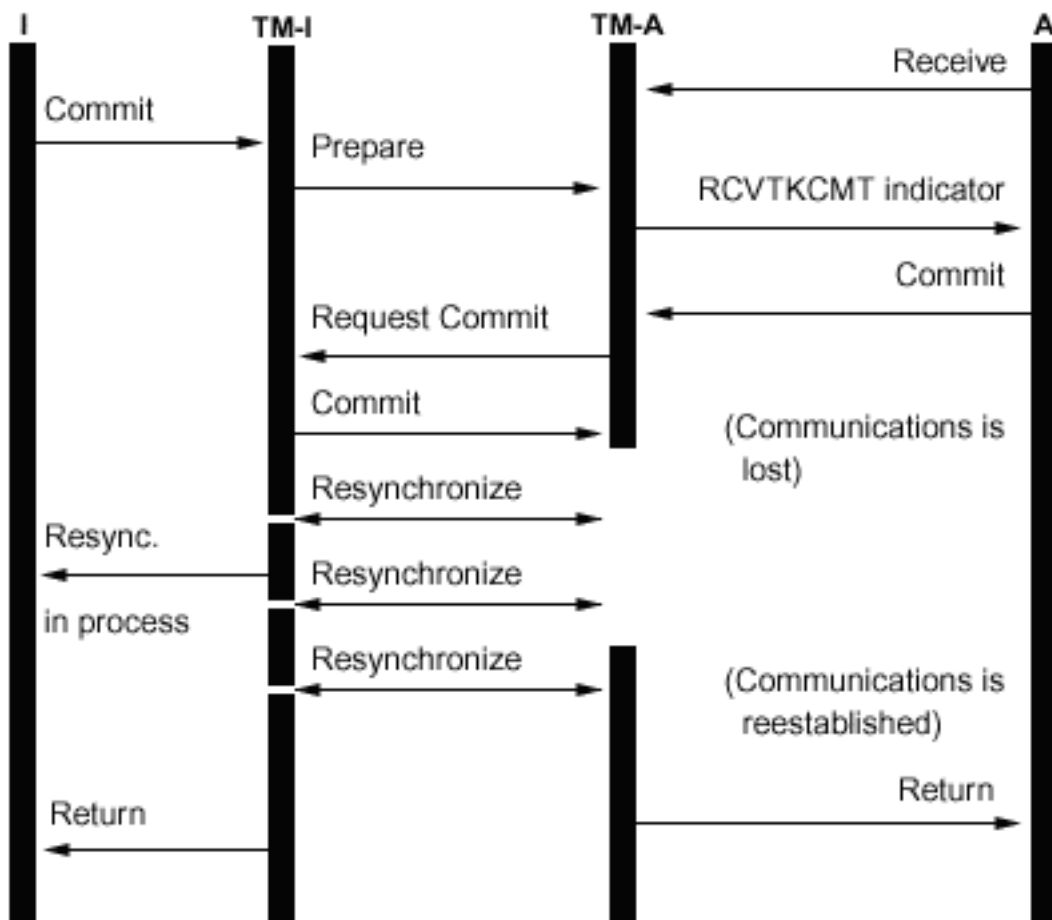 I
TM-I
TM-A
A
Receive
Commit
Prepare
RCVTKCMT indicator
Commit
Request Commit
Commit
(Communications is
lost)
Resynchronize
Resync.
Resynchronize
in process
Resynchronize
(Communications is
reestablished)
Return
Return